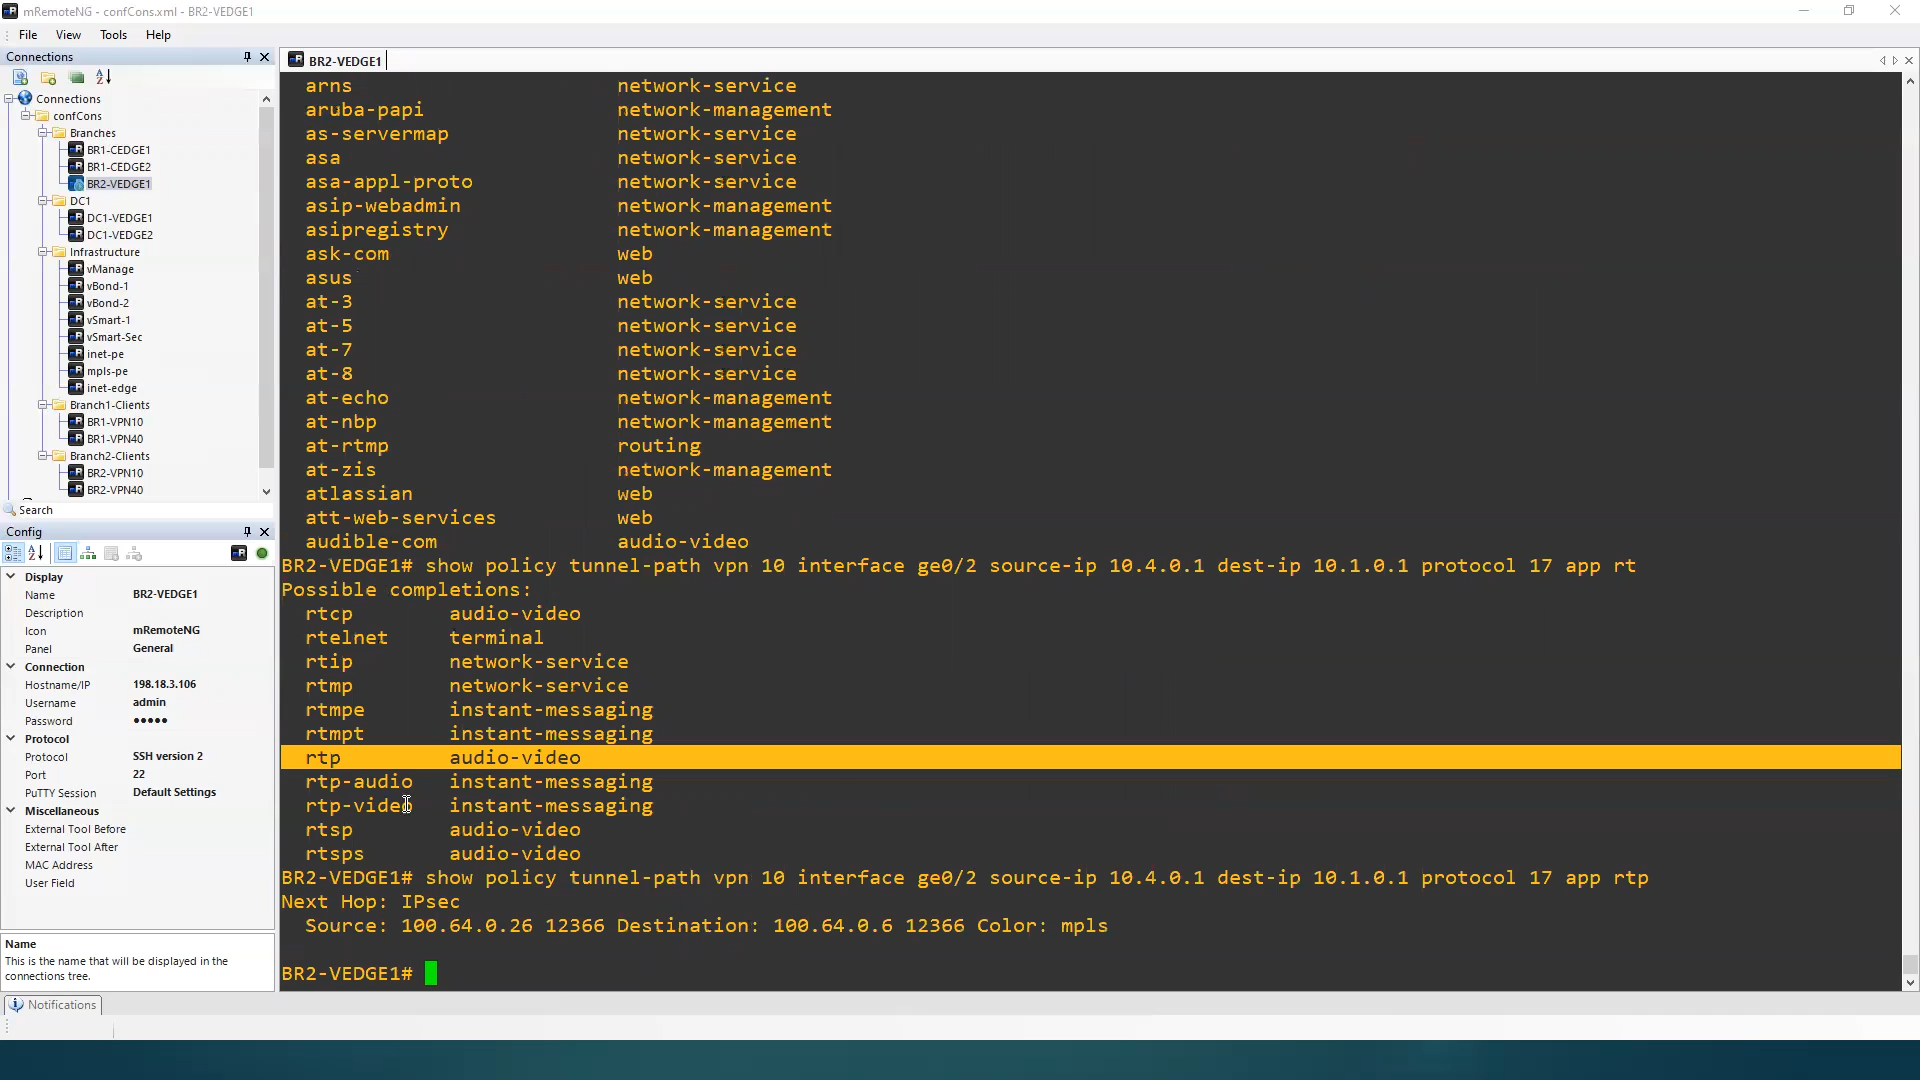 mRemoteNG - confCons.xml - BR2-VEDGE1
File View Tools Help
Connections
Connections
confCons
Branches
BR1-CEDGE1
BR1-CEDGE2
BR2-VEDGE1
DC1
DC1-VEDGE1
DC1-VEDGE2
Infrastructure
vManage
vBond-1
vBond-2
vSmart-1
vSmart-Sec
inet-pe
mpls-pe
inet-edge
Branch1-Clients
BR1-VPN10
BR1-VPN40
Branch2-Clients
BR2-VPN10
BR2-VPN40
Search
Config
Display
Name BR2-VEDGE1
Description
Icon mRemoteNG
Panel General
Connection
Hostname/IP 198.18.3.106
Username admin
Password ●●●●●
Protocol
Protocol SSH version 2
Port 22
PuTTY Session Default Settings
Miscellaneous
External Tool Before
External Tool After
MAC Address
User Field
Name
This is the name that will be displayed in the
connections tree.
Notifications
BR2-VEDGE1
arns network-service
aruba-papi network-management
as-servermap network-service
asa network-service
asa-appl-proto network-service
asip-webadmin network-management
asipregistry network-management
ask-com web
asus web
at-3 network-service
at-5 network-service
at-7 network-service
at-8 network-service
at-echo network-management
at-nbp network-management
at-rtmp routing
at-zis network-management
atlassian web
att-web-services web
audible-com audio-video
BR2-VEDGE1# show policy tunnel-path vpn 10 interface ge0/2 source-ip 10.4.0.1 dest-ip 10.1.0.1 protocol 17 app rt
Possible completions:
rtcp audio-video
rtelnet terminal
rtip network-service
rtmp network-service
rtmpe instant-messaging
rtmpt instant-messaging
rtp audio-video
rtp-audio instant-messaging
rtp-video instant-messaging
rtsp audio-video
rtsps audio-video
BR2-VEDGE1# show policy tunnel-path vpn 10 interface ge0/2 source-ip 10.4.0.1 dest-ip 10.1.0.1 protocol 17 app rtp
Next Hop: IPsec
Source: 100.64.0.26 12366 Destination: 100.64.0.6 12366 Color: mpls
BR2-VEDGE1#